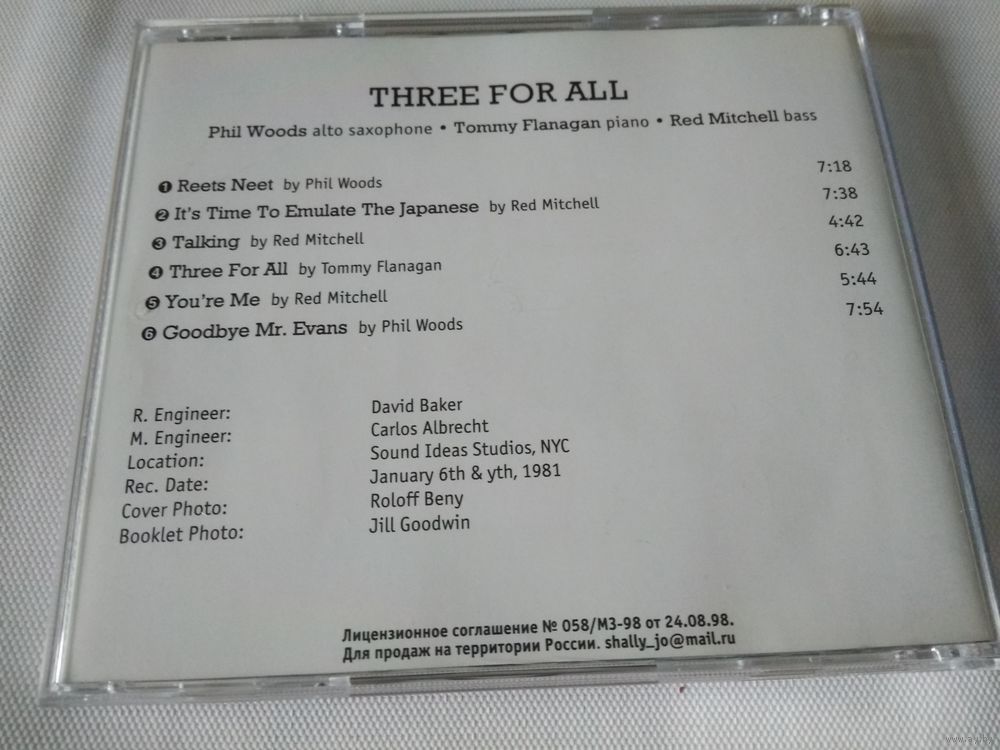 THREE FOR ALL
Phil Woods alto saxophone • Tommy Flanagan piano • Red Mitchell bass
❶ Reets Neet by Phil Woods 7:18
❷ It's Time To Emulate The Japanese by Red Mitchell 7:38
❸ Talking by Red Mitchell 4:42
❹ Three For All by Tommy Flanagan 6:43
❺ You're Me by Red Mitchell 5:44
❻ Goodbye Mr. Evans by Phil Woods 7:54
R. Engineer: David Baker
M. Engineer: Carlos Albrecht
Location: Sound Ideas Studios, NYC
Rec. Date: January 6th & yth, 1981
Cover Photo: Roloff Beny
Booklet Photo: Jill Goodwin
Лицензионное соглашение № 058/МЗ-98 от 24.08.98.
Для продаж на территории России. shally_jo@mail.ru